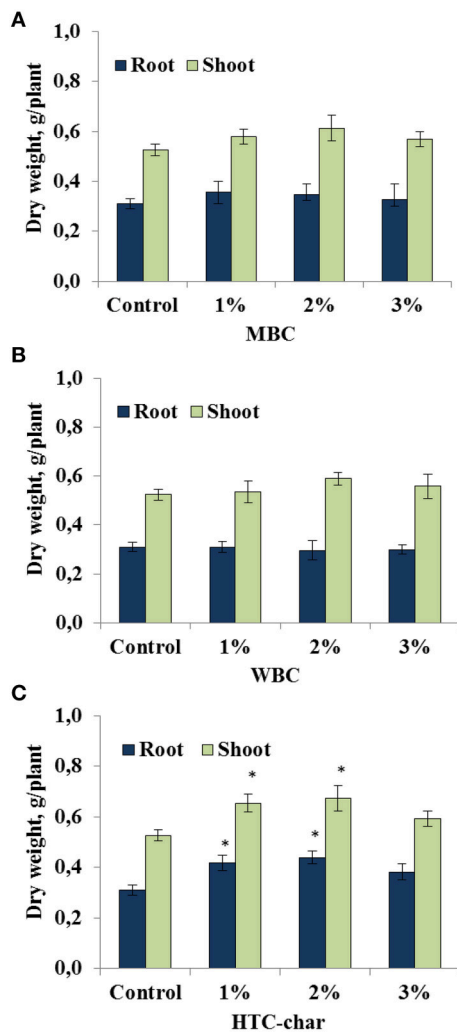 A
Dry weight, g/plant
1,0
0,8
0,6
0,4
0,2
0,0
Root Shoot
Control 1% 2% 3%
MBC
B
Dry weight, g/plant
1,0
0,8
0,6
0,4
0,2
0,0
Root Shoot
Control 1% 2% 3%
WBC
C
Dry weight, g/plant
1,0
0,8
0,6
0,4
0,2
0,0
Root Shoot
* *
* *
Control 1% 2% 3%
HTC-char